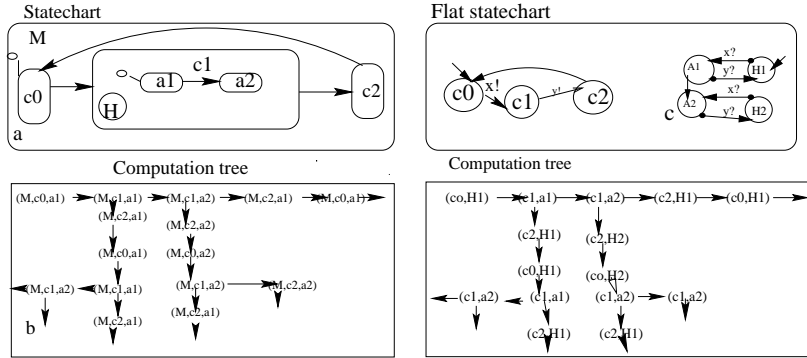 Statechart
M
c0
c1
a1
a2
H
c2
a
Flat statechart
c0
x!
c1
y!
c2
A1
x?
y?
H1
A2
x?
y?
H2
c
Computation tree
(M,c0,a1)
(M,c1,a1)
(M,c1,a2)
(M,c2,a1)
(M,c0,a1)
(M,c2,a1)
(M,c2,a2)
(M,c0,a1)
(M,c0,a2)
(M,c1,a2)
(M,c1,a1)
(M,c1,a2)
(M,c2,a2)
(M,c2,a1)
(M,c2,a1)
b
Computation tree
(co,H1)
(c1,a1)
(c1,a2)
(c2,H1)
(c0,H1)
(c2,H1)
(c2,H2)
(c0,H1)
(co,H2)
(c1,a2)
(c1,a1)
(c1,a2)
(c1,a2)
(c2,H1)
(c2,H1)